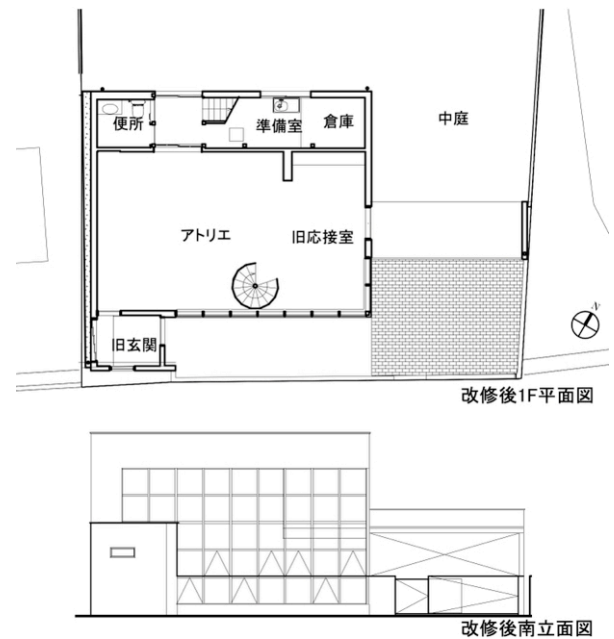 便所
準備室
倉庫
中庭
アトリエ
旧応接室
N
旧玄関
改修後1F平面図
改修後南立面図